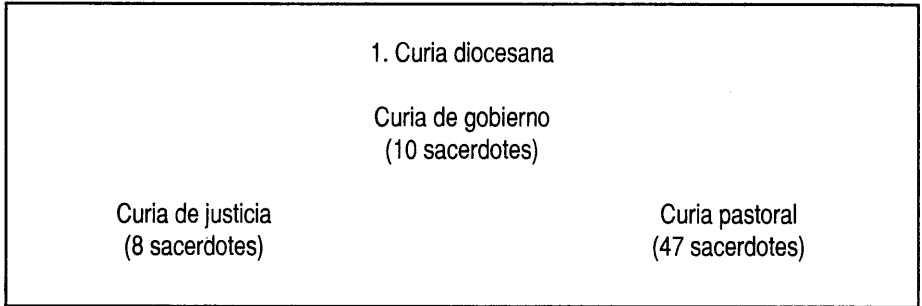 1. Curia diocesana
Curia de gobierno
(10 sacerdotes)
Curia de justicia
(8 sacerdotes)
Curia pastoral
(47 sacerdotes)